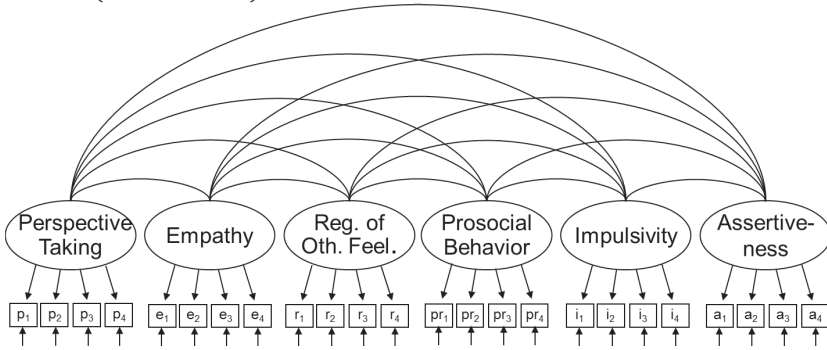 Perspective
Taking
Empathy
Reg. of
Oth. Feel.
Prosocial
Behavior
Impulsivity
Assertive-
ness
p1 p2 p3 p4
e1 e2 e3 e4
r1 r2 r3 r4
pr1 pr2 pr3 pr4
i1 i2 i3 i4
a1 a2 a3 a4